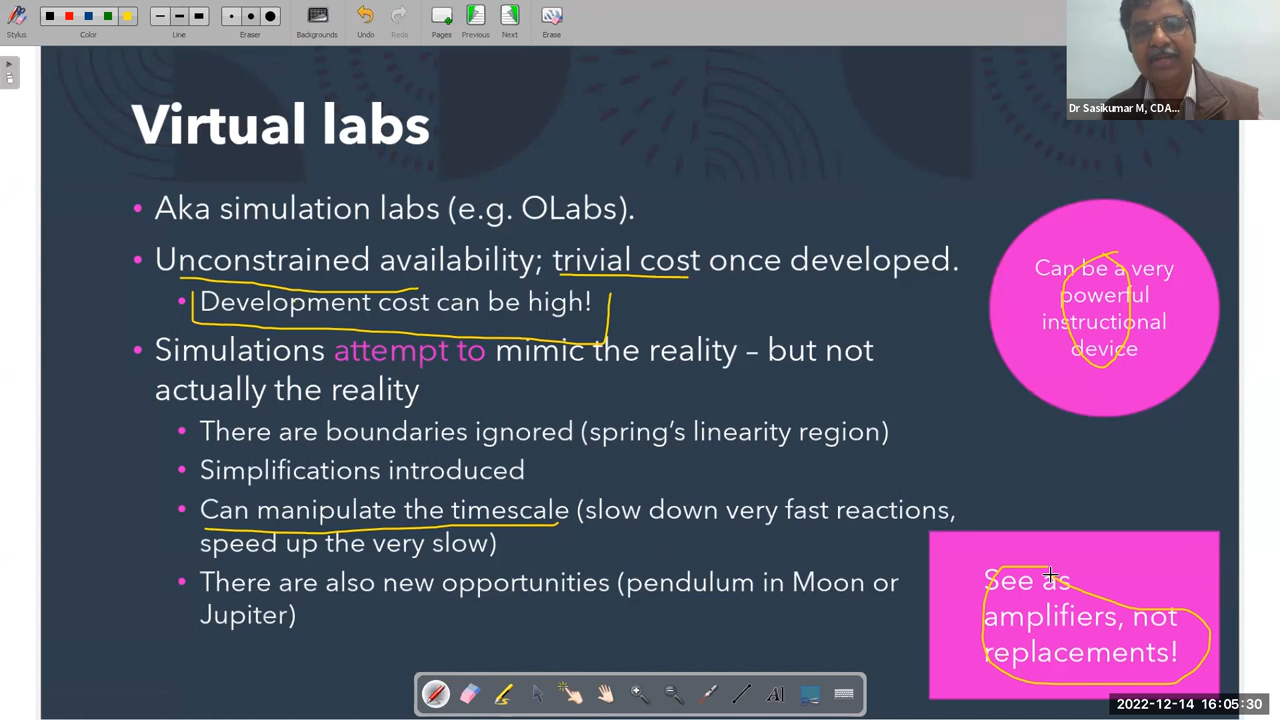 Stylus
Color
Line
Eraser
Backgrounds
Undo
Redo
Pages
Previous
Next
Erase
Dr Sasikumar M, CDA...
Virtual labs
• Aka simulation labs (e.g. OLabs).
• Unconstrained availability; trivial cost once developed.
• Development cost can be high!
• Simulations attempt to mimic the reality – but not
actually the reality
• There are boundaries ignored (spring's linearity region)
• Simplifications introduced
• Can manipulate the timescale (slow down very fast reactions,
speed up the very slow)
• There are also new opportunities (pendulum in Moon or
Jupiter)
Can be a very
powerful
instructional
device
See as
amplifiers, not
replacements!
AI
2022-12-14 16:05:30